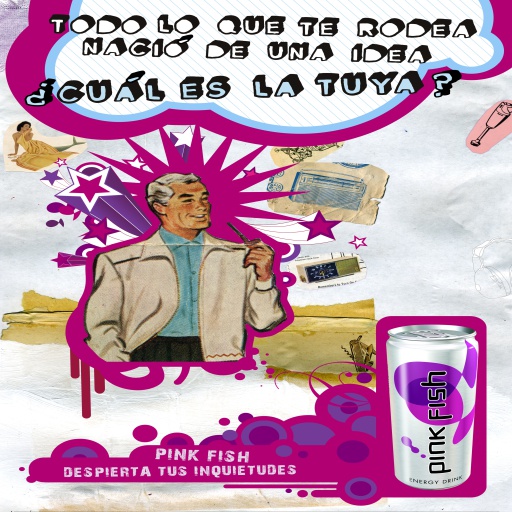 TODO LO QUE TE RODEA
NACIÓ DE UNA IDEA
¿CUÁL ES LA TUYA?
pink fish
ENERGY DRINK
PINK FISH
DESPIERTA TUS INQUIETUDES